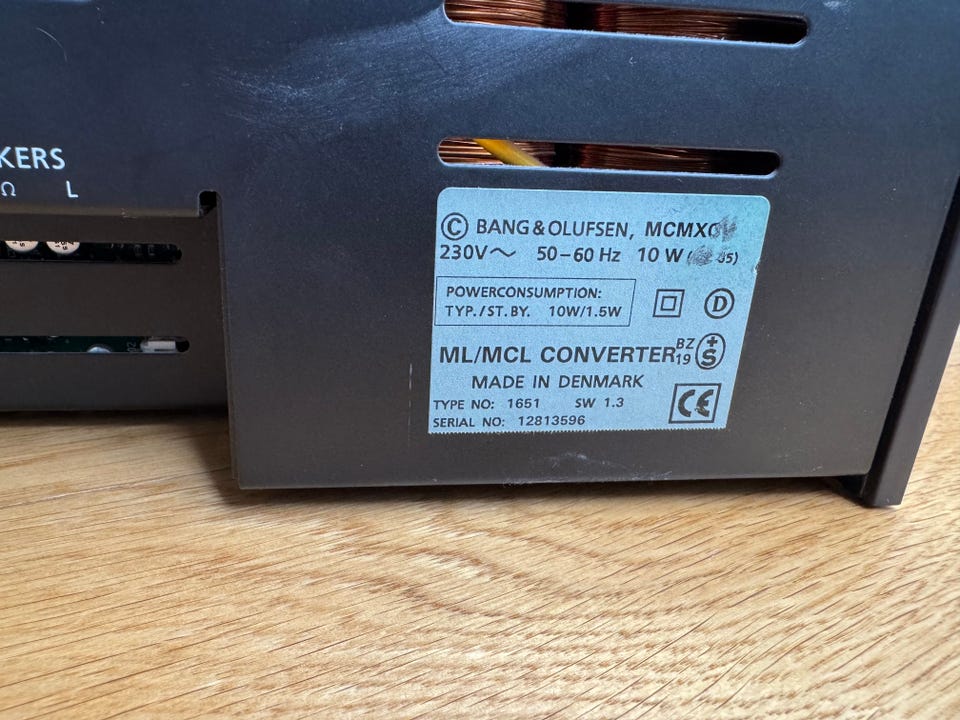 KERS
Ω L
© BANG & OLUFSEN,
230V～ 50–60 Hz 10 W
POWERCONSUMPTION:
TYP./ST.BY. 10W/1.5W
D
ML/MCL CONVERTER BZ 19 +S
MADE IN DENMARK
TYPE NO: 1651 SW 1.3
SERIAL NO: 12813596
CE